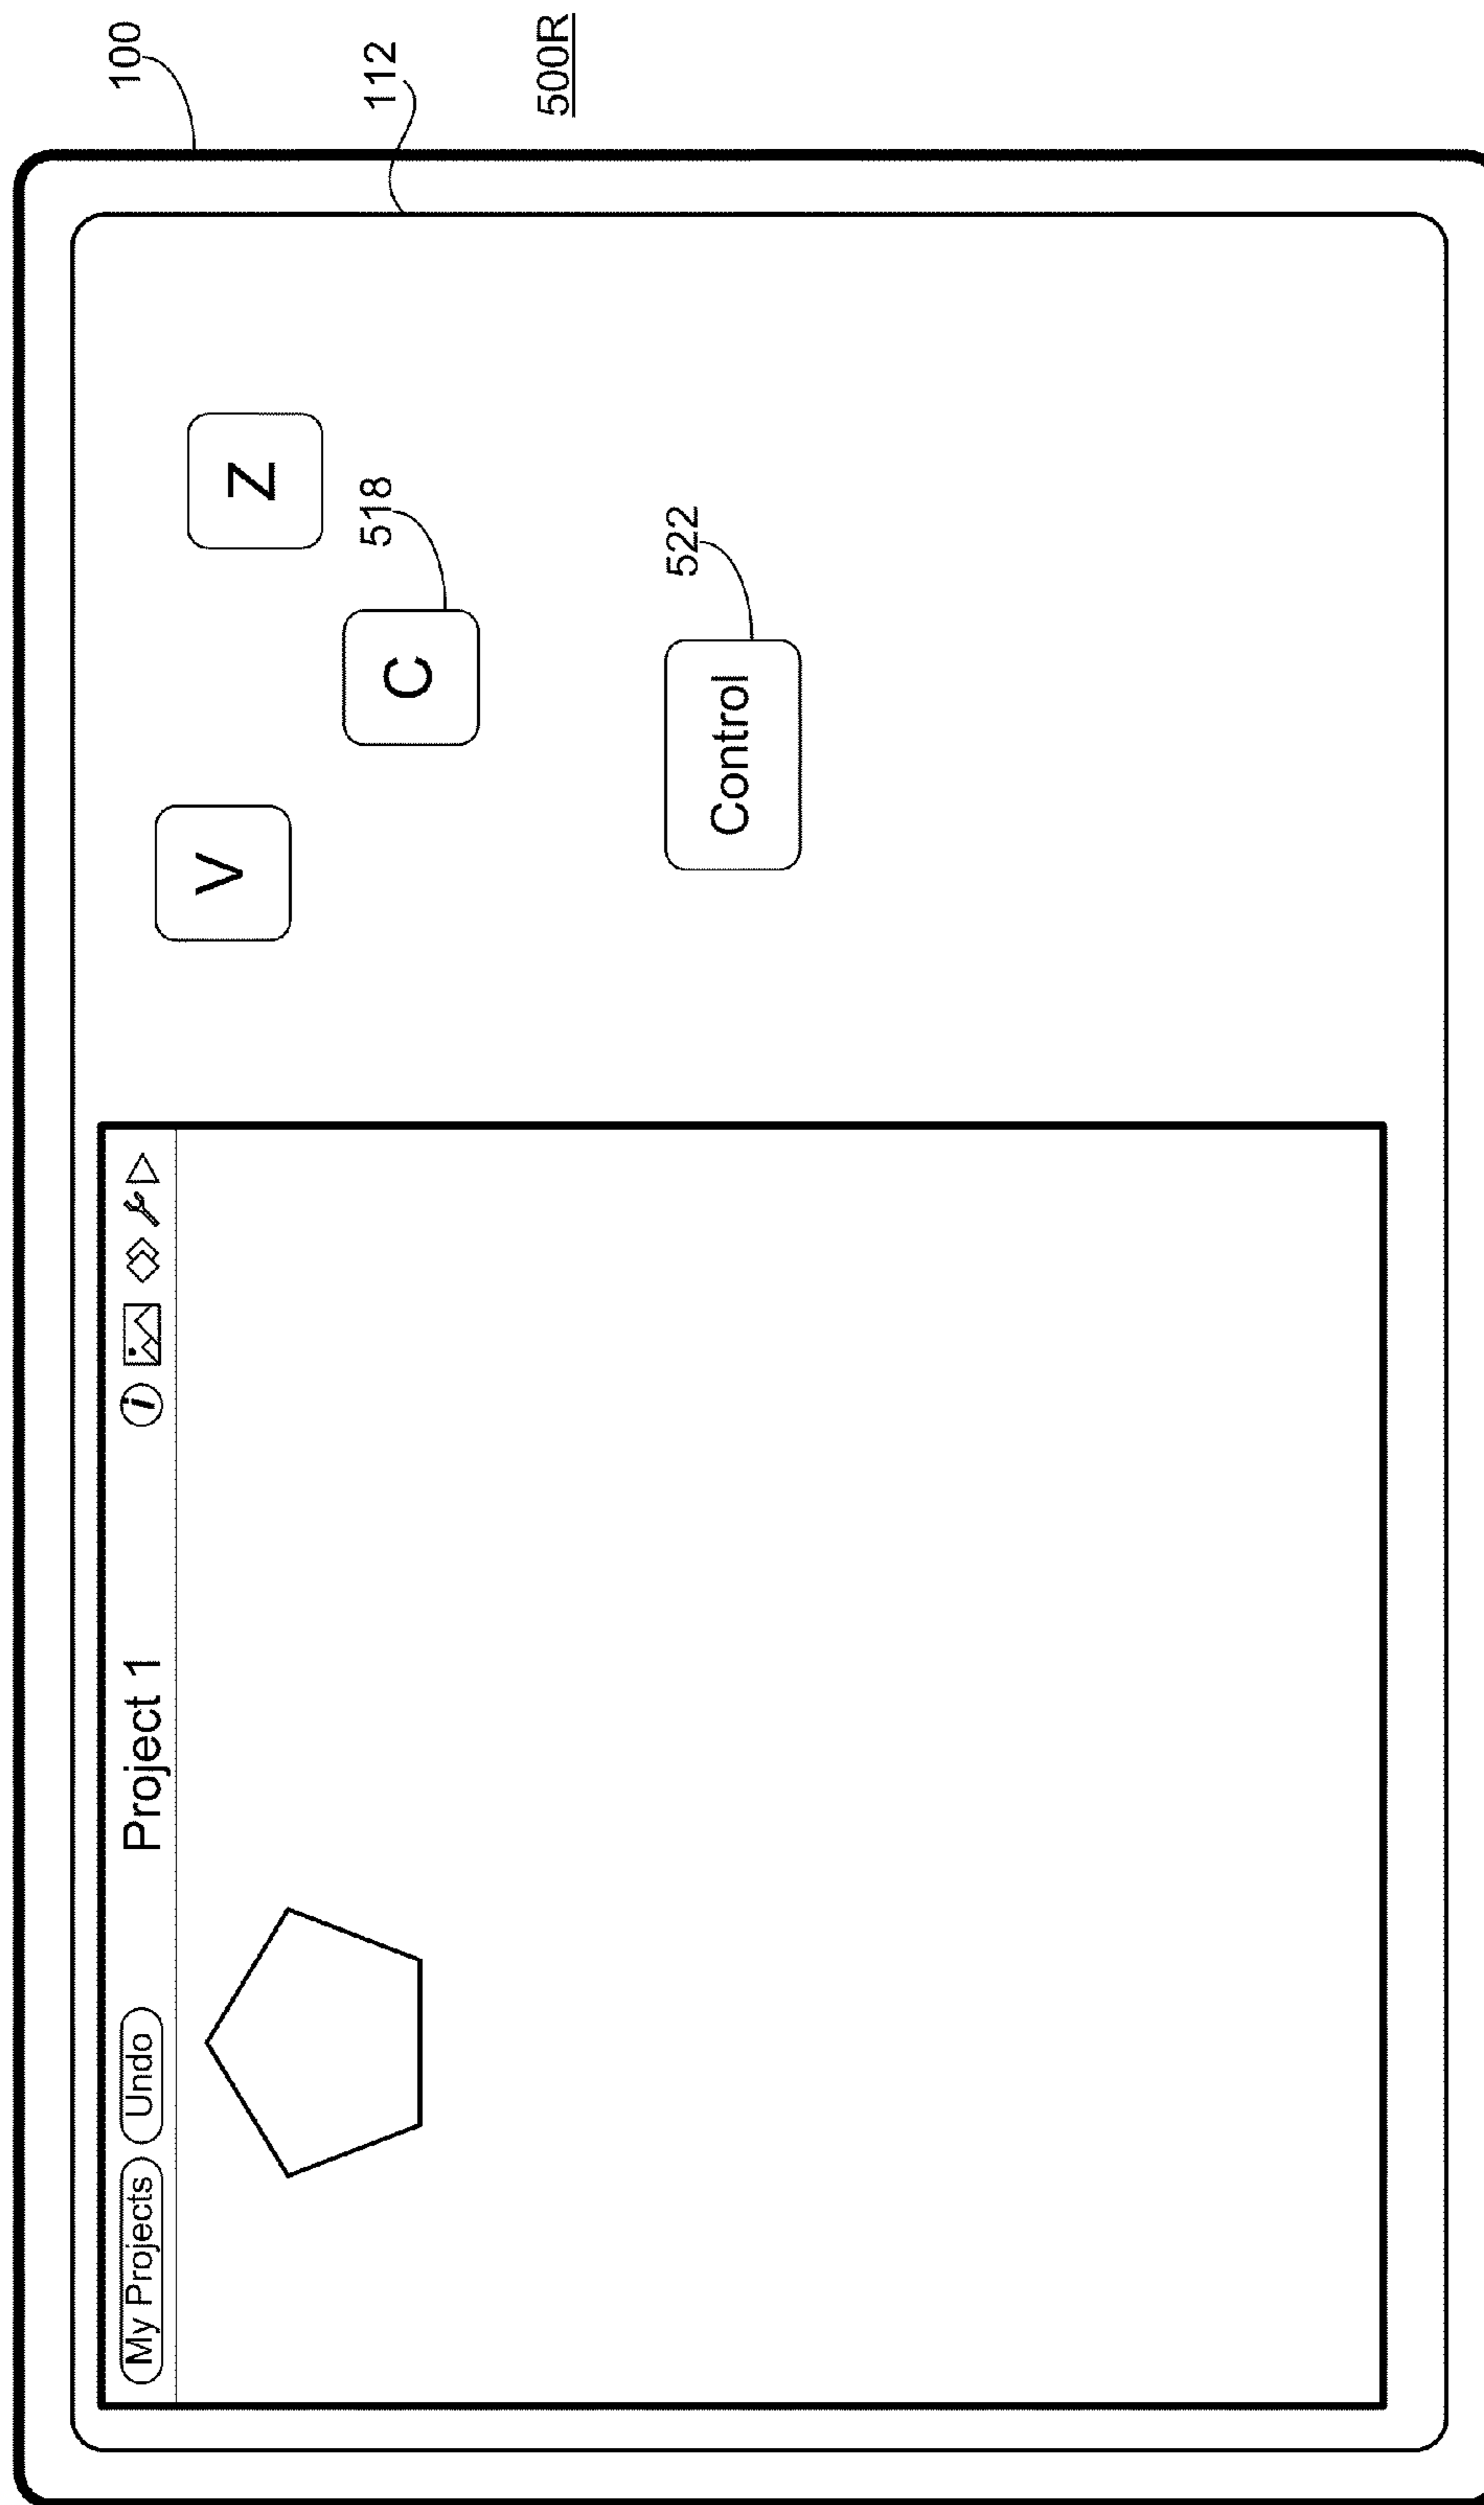 100
112
500R
My Projects
Undo
Project 1
i
V
C
Z
518
Control
522